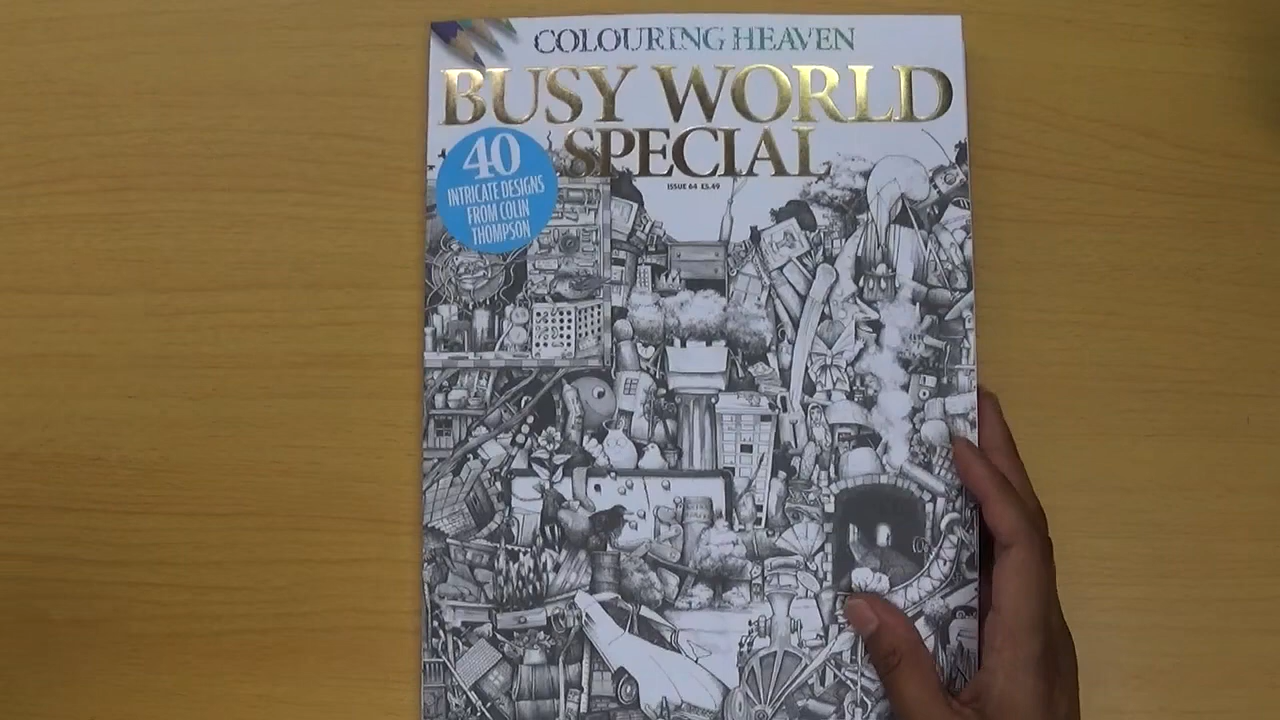 COLOURING HEAVEN
BUSY WORLD
SPECIAL
ISSUE 64 £5.49
40
INTRICATE DESIGNS
FROM COLIN
THOMPSON